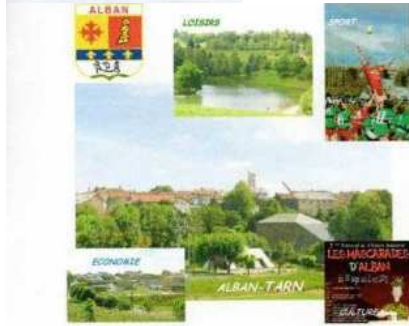 ALBAN
LOISIRS
SPORT
ECONOMIE
ALBAN-TARN
LES MASCARADES
D'ALBAN
CULTURE